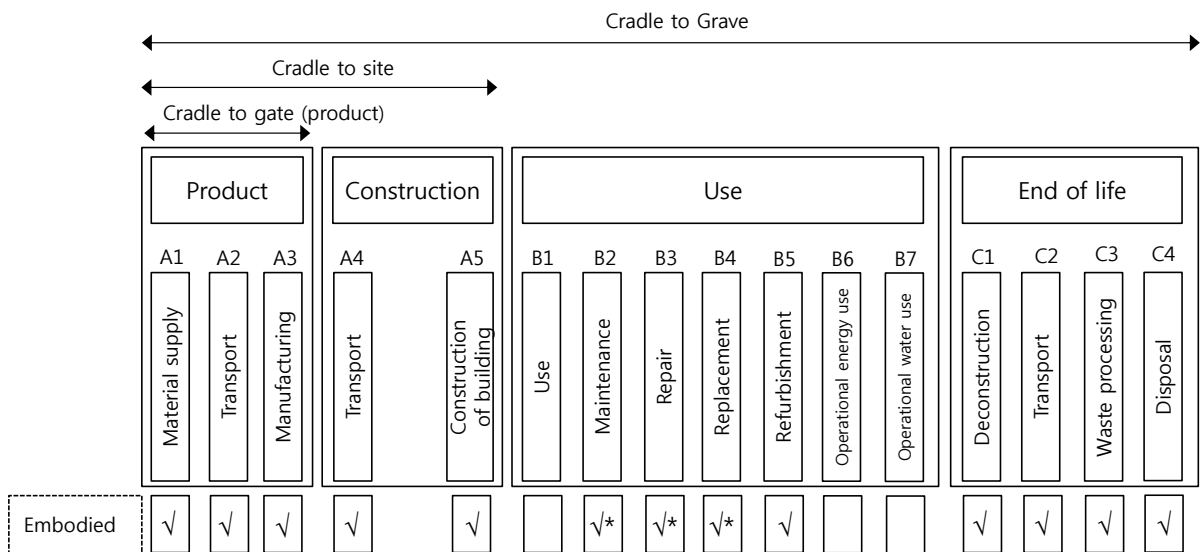 Cradle to Grave
Cradle to site
Cradle to gate (product)
Product
Construction
Use
End of life
A1
A2
A3
A4
A5
B1
B2
B3
B4
B5
B6
B7
C1
C2
C3
C4
Material supply
Transport
Manufacturing
Transport
Construction
of building
Use
Maintenance
Repair
Replacement
Refurbishment
Operational energy use
Operational water use
Deconstruction
Transport
Waste processing
Disposal
Embodied
√
√
√
√
√
√*
√*
√*
√
√
√
√
√